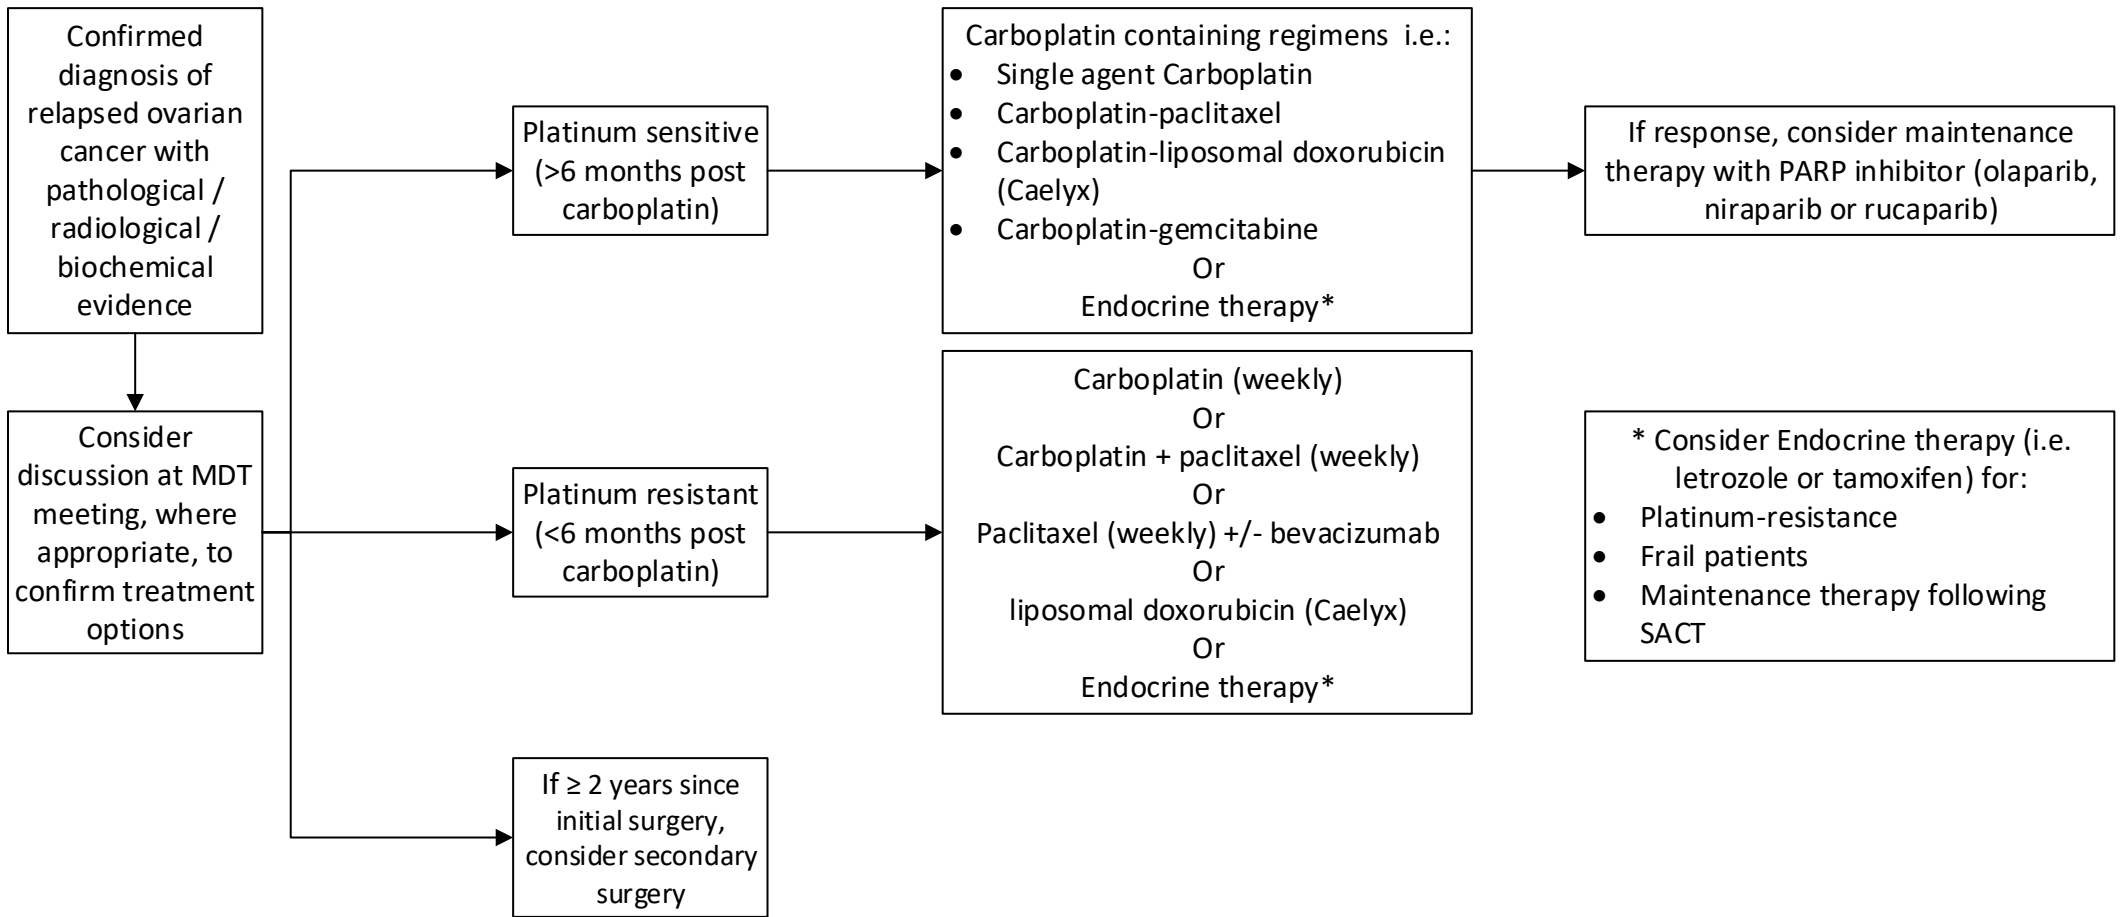 Confirmed
diagnosis of
relapsed ovarian
cancer with
pathological /
radiological /
biochemical
evidence
Consider
discussion at MDT
meeting, where
appropriate, to
confirm treatment
options
Platinum sensitive
(>6 months post
carboplatin)
Carboplatin containing regimens i.e.:
• Single agent Carboplatin
• Carboplatin-paclitaxel
• Carboplatin-liposomal doxorubicin
(Caelyx)
• Carboplatin-gemcitabine
Or
Endocrine therapy*
If response, consider maintenance
therapy with PARP inhibitor (olaparib,
niraparib or rucaparib)
Platinum resistant
(<6 months post
carboplatin)
Carboplatin (weekly)
Or
Carboplatin + paclitaxel (weekly)
Or
Paclitaxel (weekly) +/- bevacizumab
Or
liposomal doxorubicin (Caelyx)
Or
Endocrine therapy*
* Consider Endocrine therapy (i.e.
letrozole or tamoxifen) for:
• Platinum-resistance
• Frail patients
• Maintenance therapy following
SACT
If ≥ 2 years since
initial surgery,
consider secondary
surgery